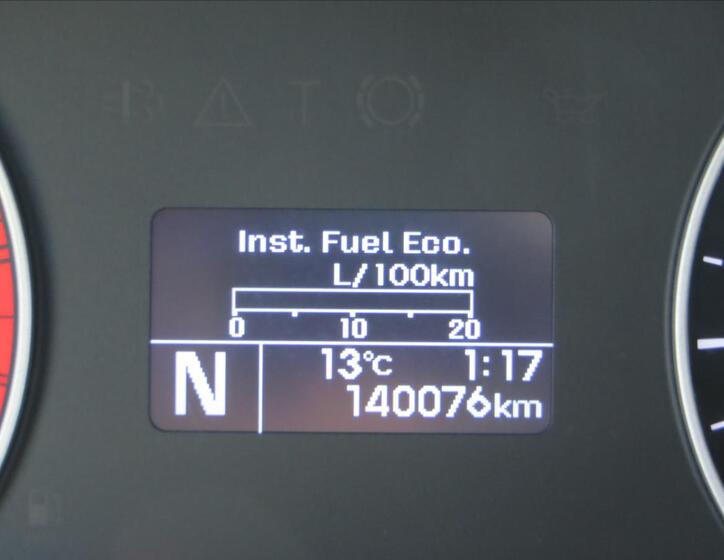 Inst. Fuel Eco.
L/100km
0 10 20
N 13°C 1:17
140076km